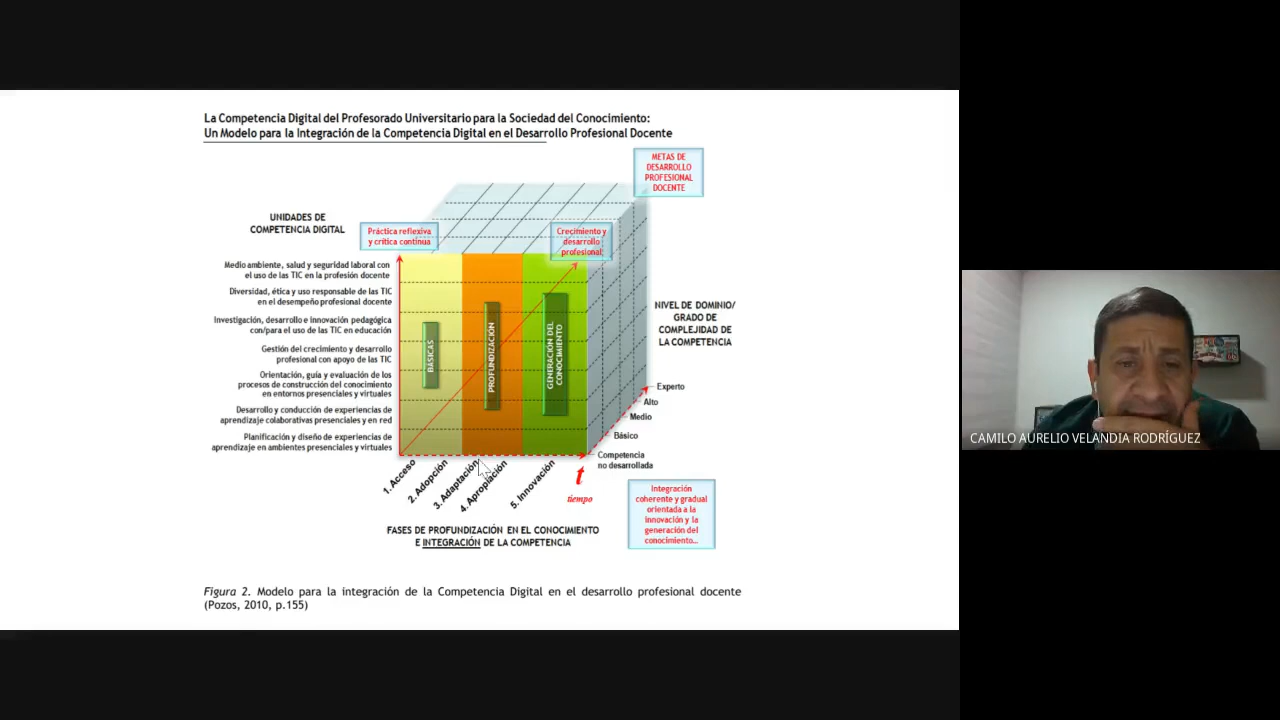 La Competencia Digital del Profesorado Universitario para la Sociedad del Conocimiento:
Un Modelo para la Integración de la Competencia Digital en el Desarrollo Profesional Docente
METAS DE
DESARROLLO
PROFESIONAL
DOCENTE
UNIDADES DE
COMPETENCIA DIGITAL
Práctica reflexiva
y crítica continua
Crecimiento y
desarrollo
profesional
Medio ambiente, salud y seguridad laboral con
el uso de las TIC en la profesión docente
Diversidad, ética y uso responsable de las TIC
en el desempeño profesional docente
Investigación, desarrollo e innovación pedagógica
con/para el uso de las TIC en educación
Gestión del crecimiento y desarrollo
profesional con apoyo de las TIC
Orientación, guía y evaluación de los
procesos de construcción del conocimiento
en entornos presenciales y virtuales
Desarrollo y conducción de experiencias de
aprendizaje colaborativas presenciales y en red
Planificación y diseño de experiencias de
aprendizaje en ambientes presenciales y virtuales
BÁSICAS
PROFUNDIZACIÓN
GENERACIÓN DEL
CONOCIMIENTO
NIVEL DE DOMINIO/
GRADO DE
COMPLEJIDAD DE
LA COMPETENCIA
Experto
Alto
Medio
Básico
Competencia
no desarrollada
1. Acceso
2. Adopción
3. Adaptación
4. Apropiación
5. Innovación
t
tiempo
Integración
coherente y gradual
orientada a la
innovación y la
generación del
conocimiento...
FASES DE PROFUNDIZACIÓN EN EL CONOCIMIENTO
E INTEGRACIÓN DE LA COMPETENCIA
Figura 2. Modelo para la integración de la Competencia Digital en el desarrollo profesional docente
(Pozos, 2010, p.155)
CAMILO AURELIO VELANDIA RODRÍGUEZ